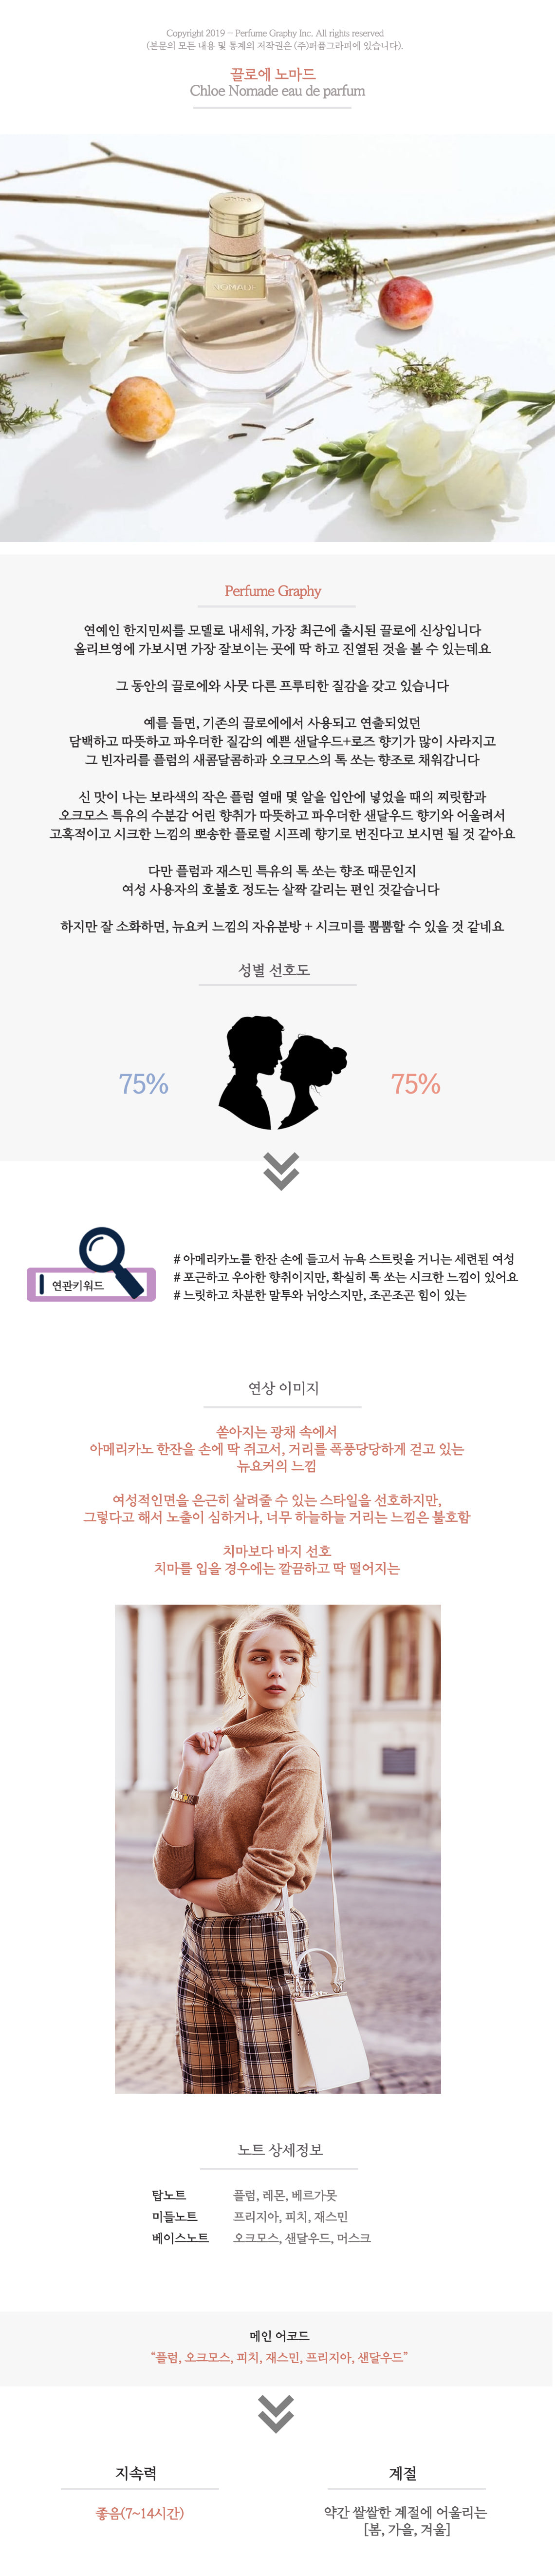 Copyright 2019 - Perfume Graphy Inc. All rights reserved
(본문의 모든 내용 및 통계의 저작권은 (주)퍼퓸그라피에 있습니다).
끌로에 노마드
Chloe Nomade eau de parfum
NOMADE
Perfume Graphy
연예인 한지민씨를 모델로 내세워, 가장 최근에 출시된 끌로에 신상입니다
올리브영에 가보시면 가장 잘보이는 곳에 딱 하고 진열된 것을 볼 수 있는데요
그 동안의 끌로에와 사뭇 다른 프루티한 질감을 갖고 있습니다
예를 들면, 기존의 끌로에에서 사용되고 연출되었던
담백하고 따뜻하고 파우더한 질감의 예쁜 샌달우드+로즈 향기가 많이 사라지고
그 빈자리를 플럼의 새콤달콤하과 오크모스의 톡 쏘는 향조로 채워갑니다
신 맛이 나는 보라색의 작은 플럼 열매 몇 알을 입안에 넣었을 때의 찌릿함과
오크모스 특유의 수분감 어린 향취가 따뜻하고 파우더한 샌달우드 향기와 어울려서
고혹적이고 시크한 느낌의 뽀송한 플로럴 시프레 향기로 번진다고 보시면 될 것 같아요
다만 플럼과 재스민 특유의 톡 쏘는 향조 때문인지
여성 사용자의 호불호 정도는 살짝 갈리는 편인 것같습니다
하지만 잘 소화하면, 뉴요커 느낌의 자유분방 + 시크미를 뿜뿜할 수 있을 것 같네요
성별 선호도
75%
75%
연관키워드
# 아메리카노를 한잔 손에 들고서 뉴욕 스트릿을 거니는 세련된 여성
# 포근하고 우아한 향취이지만, 확실히 톡 쏘는 시크한 느낌이 있어요
# 느릿하고 차분한 말투와 뉘앙스지만, 조곤조곤 힘이 있는
연상 이미지
쏟아지는 광채 속에서
아메리카노 한잔을 손에 딱 쥐고서, 거리를 폭풍당당하게 걷고 있는
뉴요커의 느낌
여성적인면을 은근히 살려줄 수 있는 스타일을 선호하지만,
그렇다고 해서 노출이 심하거나, 너무 하늘하늘 거리는 느낌은 불호함
치마보다 바지 선호
치마를 입을 경우에는 깔끔하고 딱 떨어지는
노트 상세정보
탑노트 플럼, 레몬, 베르가못
미들노트 프리지아, 피치, 재스민
베이스노트 오크모스, 샌달우드, 머스크
메인 어코드
“플럼, 오크모스, 피치, 재스민, 프리지아, 샌달우드”
지속력
좋음(7~14시간)
계절
약간 쌀쌀한 계절에 어울리는
[봄, 가을, 겨울]